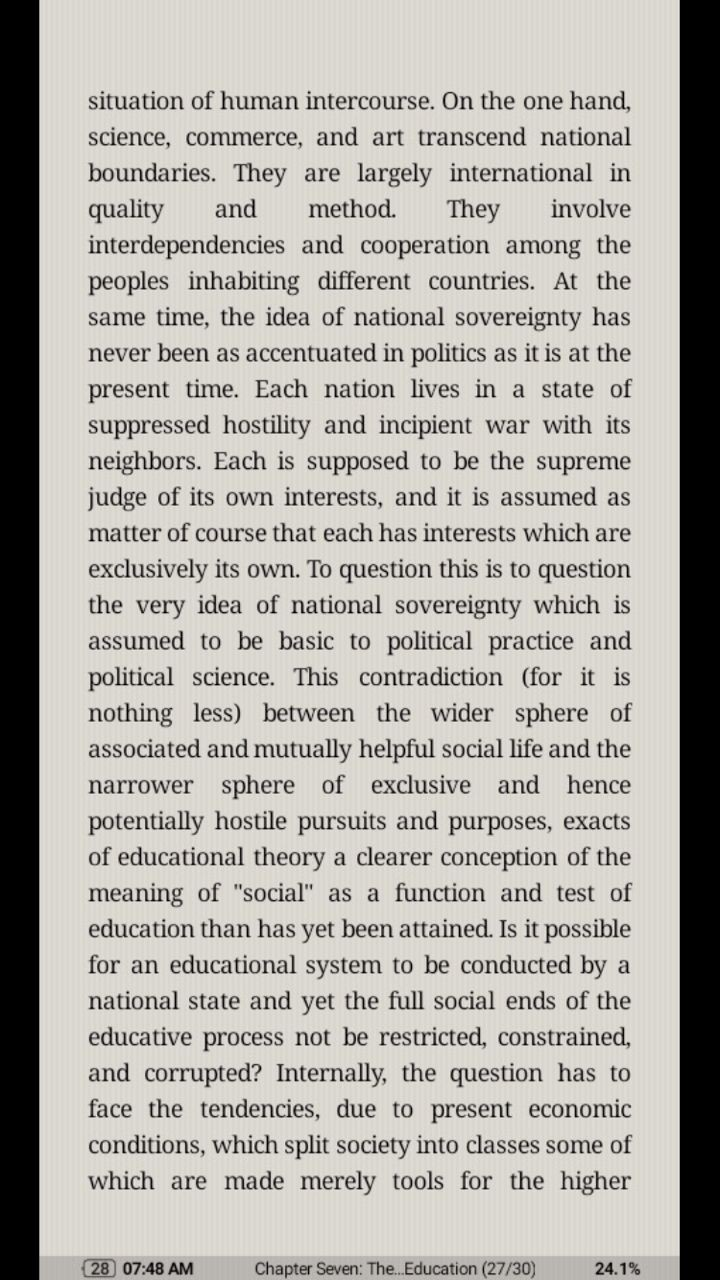 situation of human intercourse. On the one hand,
science, commerce, and art transcend national
boundaries. They are largely international in
quality and method. They involve
interdependencies and cooperation among the
peoples inhabiting different countries. At the
same time, the idea of national sovereignty has
never been as accentuated in politics as it is at the
present time. Each nation lives in a state of
suppressed hostility and incipient war with its
neighbors. Each is supposed to be the supreme
judge of its own interests, and it is assumed as
matter of course that each has interests which are
exclusively its own. To question this is to question
the very idea of national sovereignty which is
assumed to be basic to political practice and
political science. This contradiction (for it is
nothing less) between the wider sphere of
associated and mutually helpful social life and the
narrower sphere of exclusive and hence
potentially hostile pursuits and purposes, exacts
of educational theory a clearer conception of the
meaning of "social" as a function and test of
education than has yet been attained. Is it possible
for an educational system to be conducted by a
national state and yet the full social ends of the
educative process not be restricted, constrained,
and corrupted? Internally, the question has to
face the tendencies, due to present economic
conditions, which split society into classes some of
which are made merely tools for the higher
28 07:48 AM Chapter Seven: The...Education (27/30) 24.1%